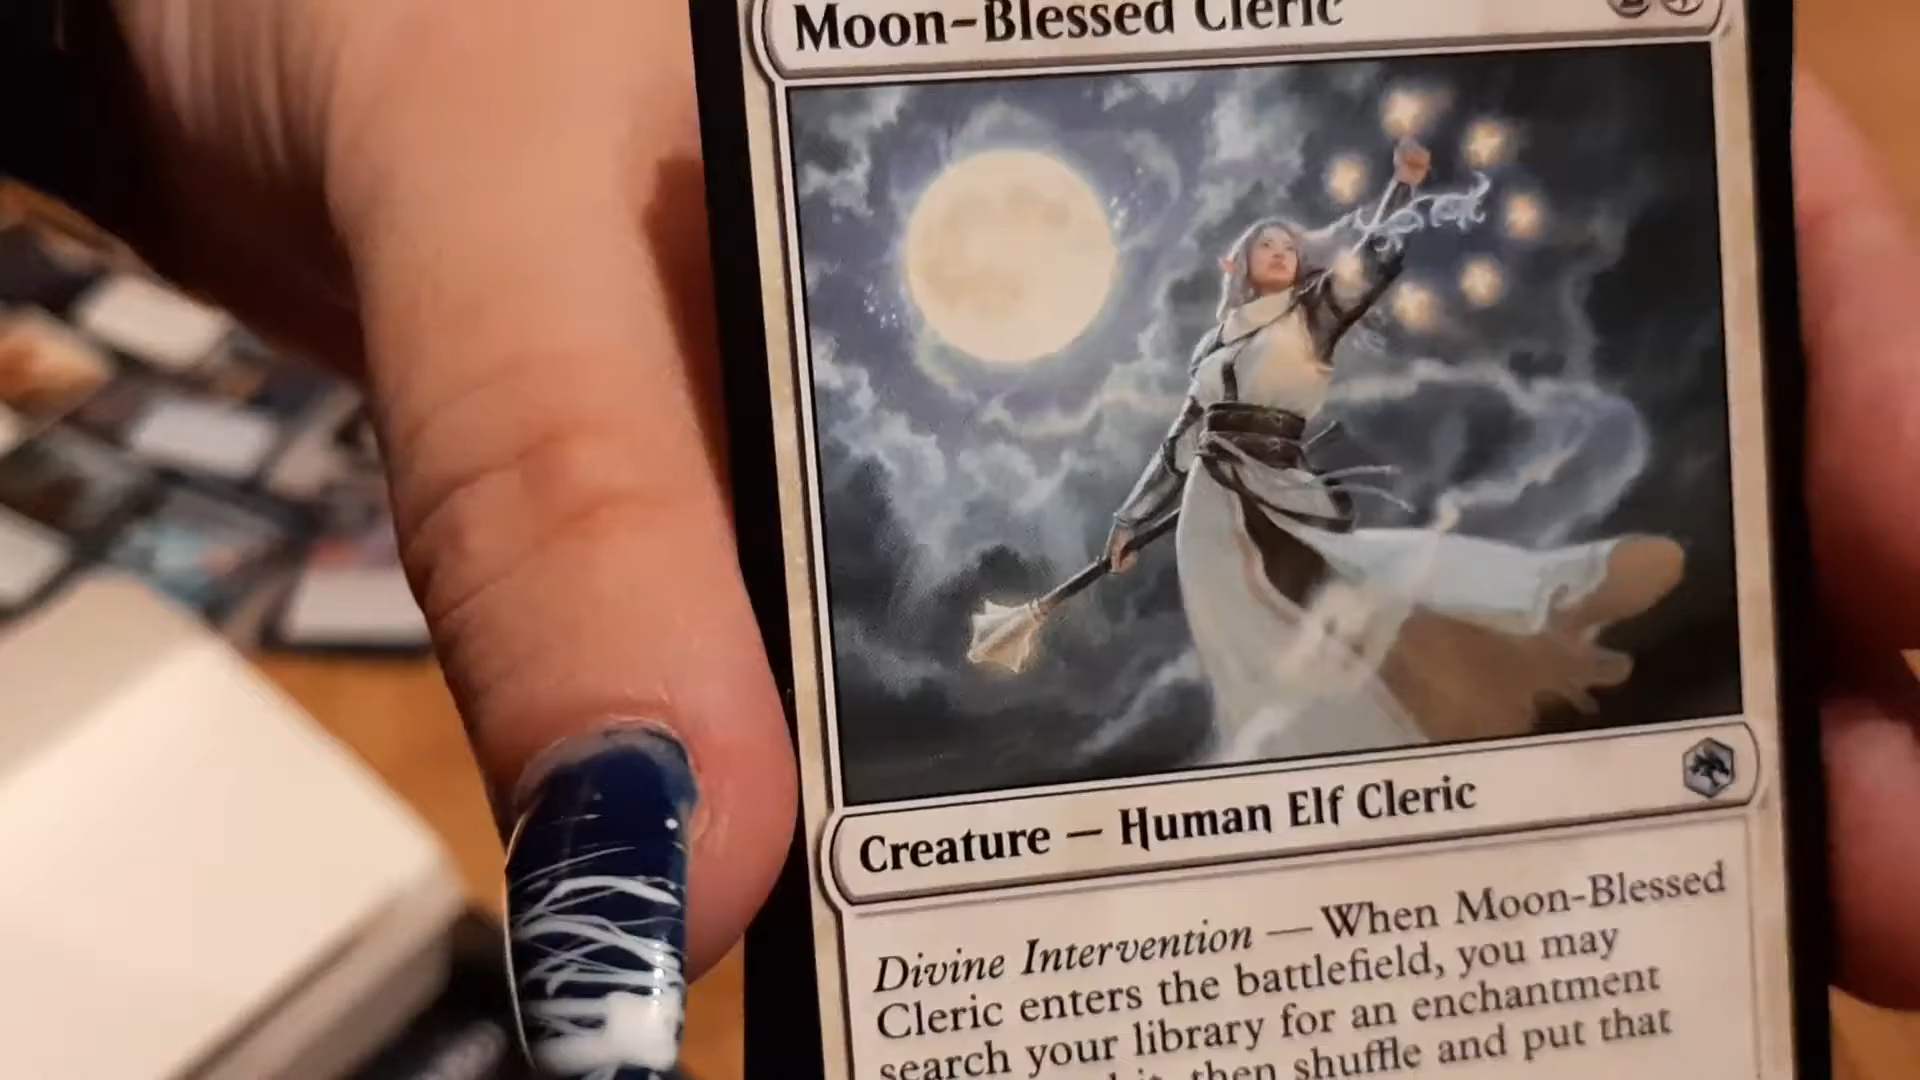 Moon-Blessed Cleric
Creature — Human Elf Cleric
Divine Intervention — When Moon-Blessed
Cleric enters the battlefield, you may
search your library for an enchantment
then shuffle and put that